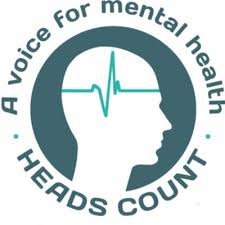 A voice for mental health
HEADS COUNT